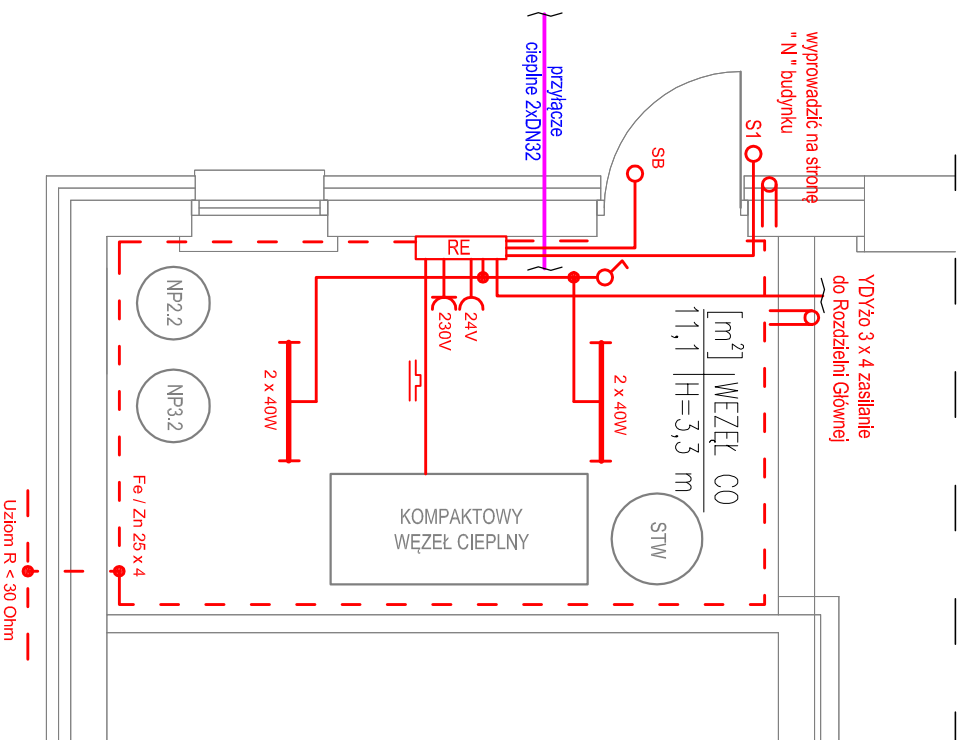 wyprowadzić na stronę
"N" budynku
S1
SB
przyłącze
cieplne 2xDN32
YDYżo 3 x 4 zasilanie
do Rozdzielni Głównej
RE
24V
230V
NP2.2
NP3.2
2 x 40W
2 x 40W
[m²] WĘZEŁ CO
11,1 H=3,3 m
KOMPAKTOWY
WĘZEŁ CIEPLNY
STW
Fe / Zn 25 x 4
Uziom R < 30 Ohm